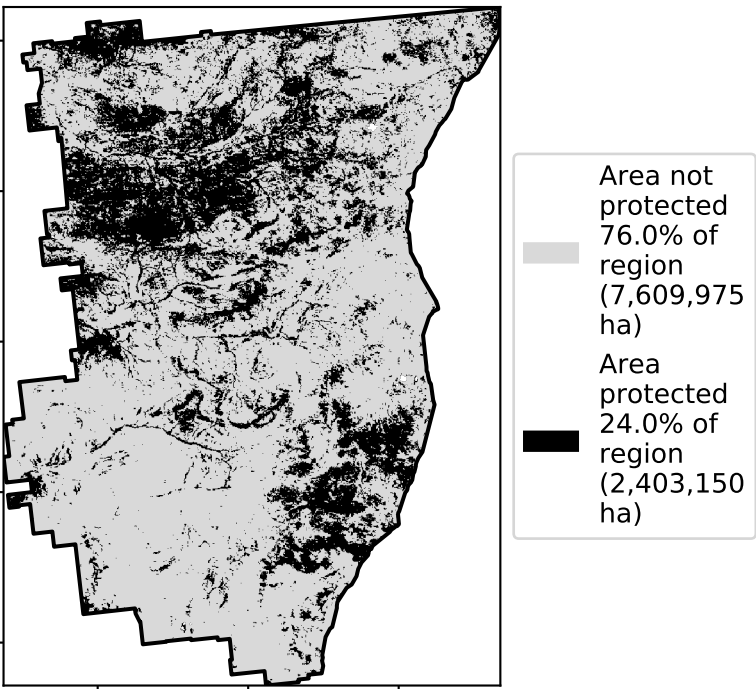 Area not
protected
76.0% of
region
(7,609,975
ha)
Area
protected
24.0% of
region
(2,403,150
ha)